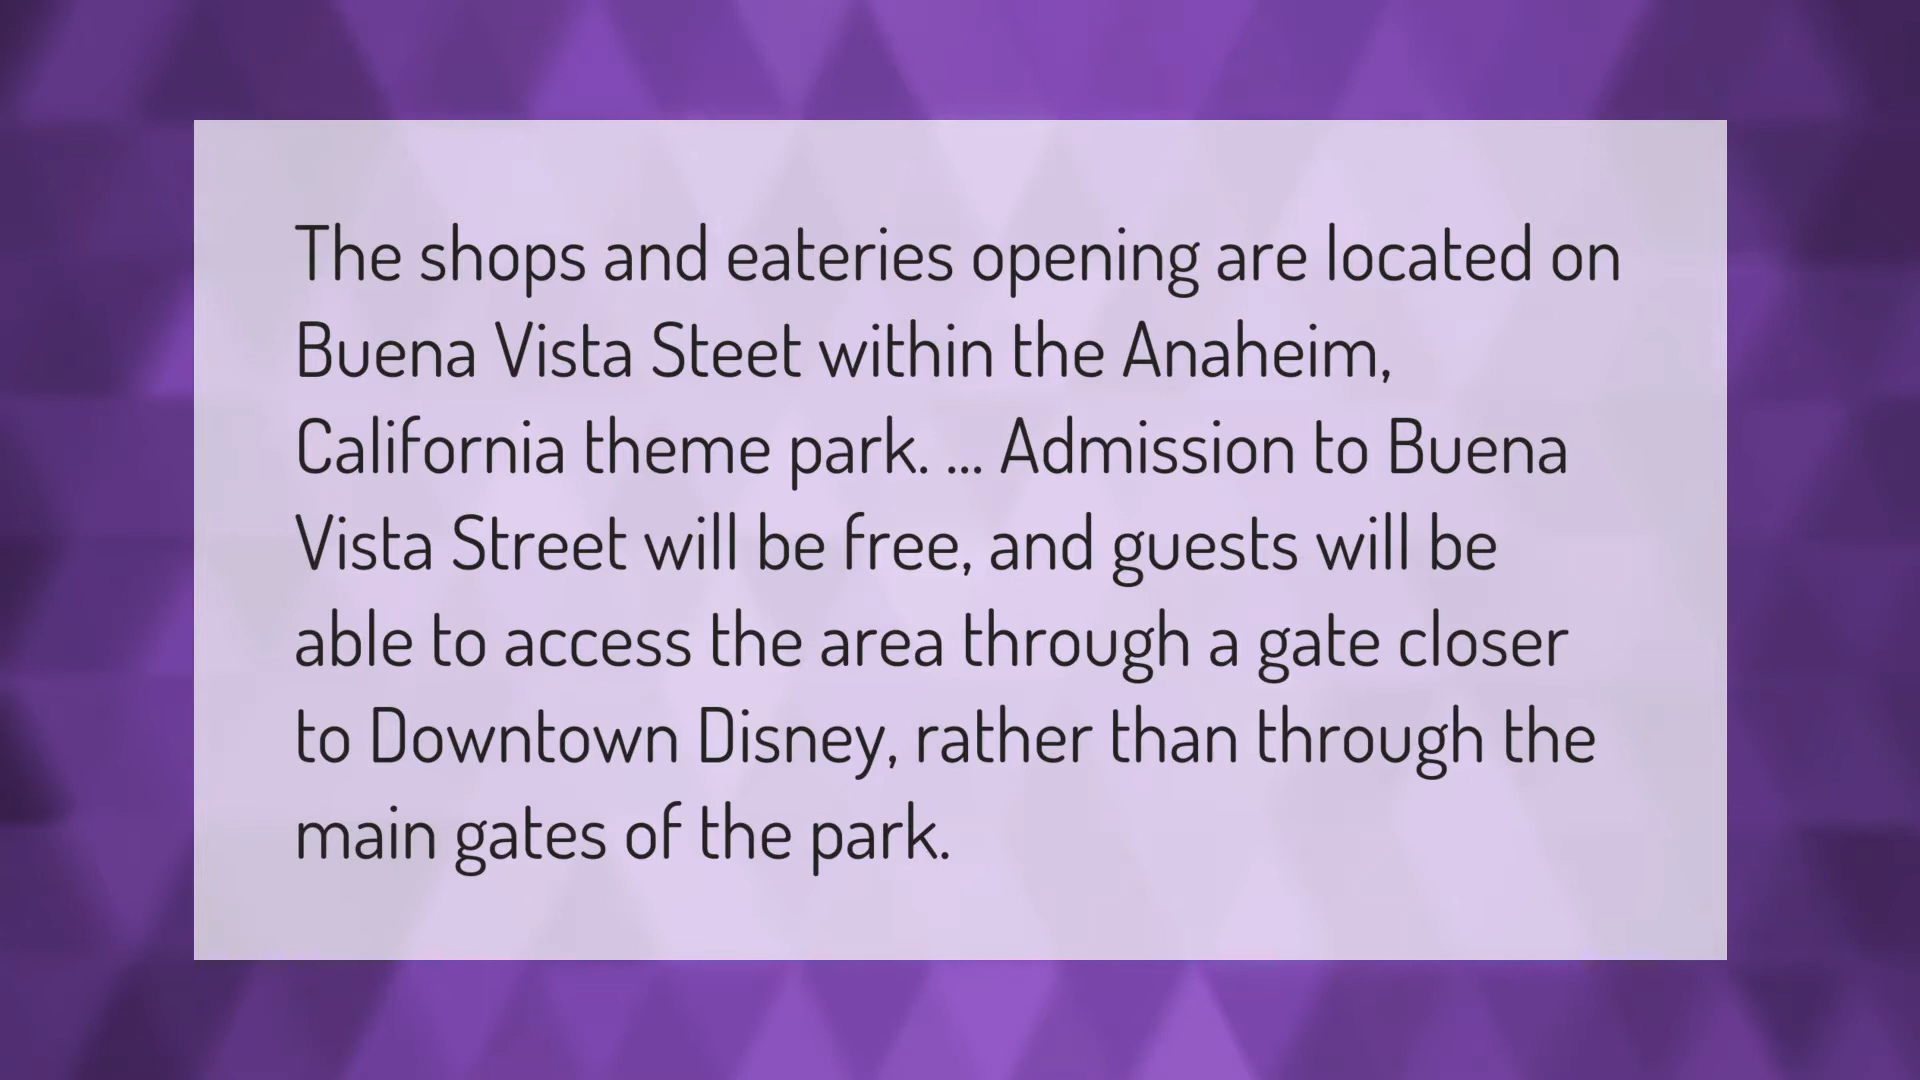 The shops and eateries opening are located on
Buena Vista Steet within the Anaheim,
California theme park. ... Admission to Buena
Vista Street will be free, and guests will be
able to access the area through a gate closer
to Downtown Disney, rather than through the
main gates of the park.